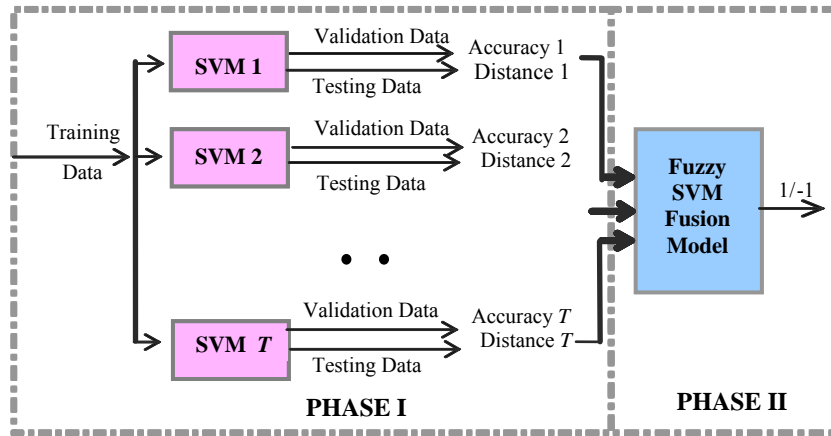 Validation Data
SVM 1
Accuracy 1
Distance 1
Testing Data
Training
Data
Validation Data
SVM 2
Accuracy 2
Distance 2
Testing Data
Fuzzy
SVM
Fusion
Model
1/-1
Validation Data
SVM T
Accuracy T
Distance T
Testing Data
PHASE I
PHASE II